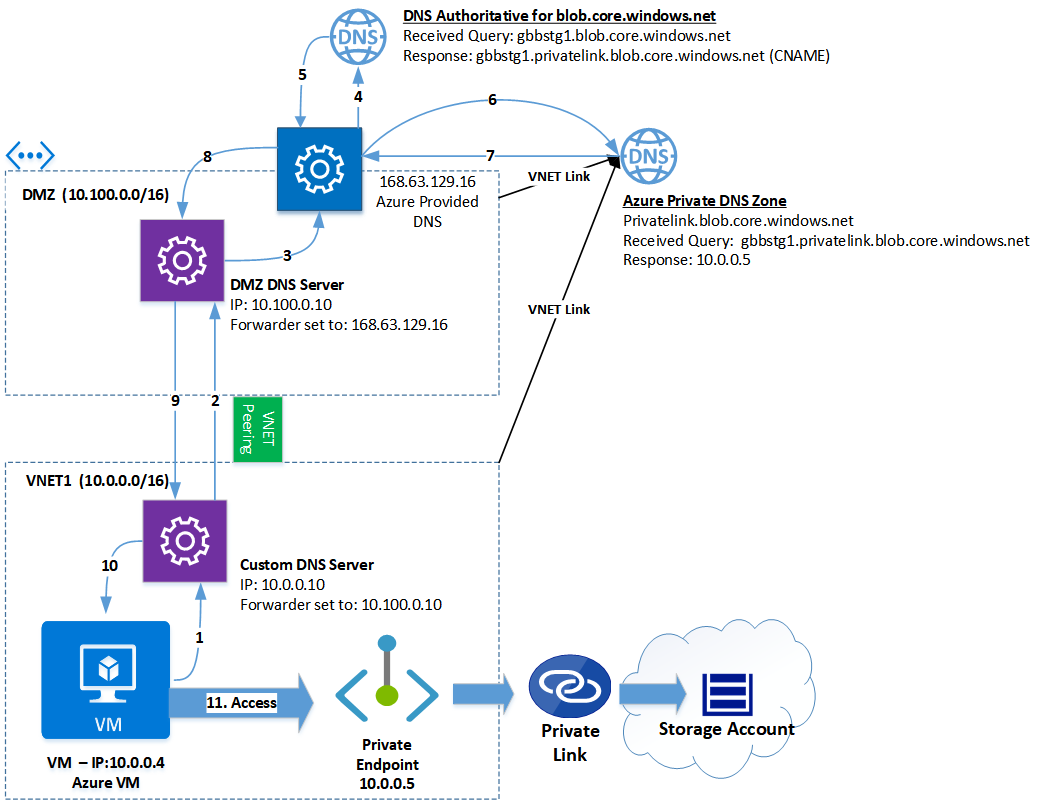 DNS
DNS Authoritative for blob.core.windows.net
Received Query: gbbstg1.blob.core.windows.net
Response: gbbstg1.privatelink.blob.core.windows.net (CNAME)
5
4
6
8
7
DNS
168.63.129.16
Azure Provided
DNS
VNET Link
DMZ (10.100.0.0/16)
Azure Private DNS Zone
Privatelink.blob.core.windows.net
Received Query: gbbstg1.privatelink.blob.core.windows.net
Response: 10.0.0.5
3
DMZ DNS Server
IP: 10.100.0.10
Forwarder set to: 168.63.129.16
VNET Link
9
2
VNET
Peering
VNET1 (10.0.0.0/16)
10
Custom DNS Server
IP: 10.0.0.10
Forwarder set to: 10.100.0.10
1
VM
11. Access
VM – IP:10.0.0.4
Azure VM
Private
Endpoint
10.0.0.5
Private
Link
Storage Account